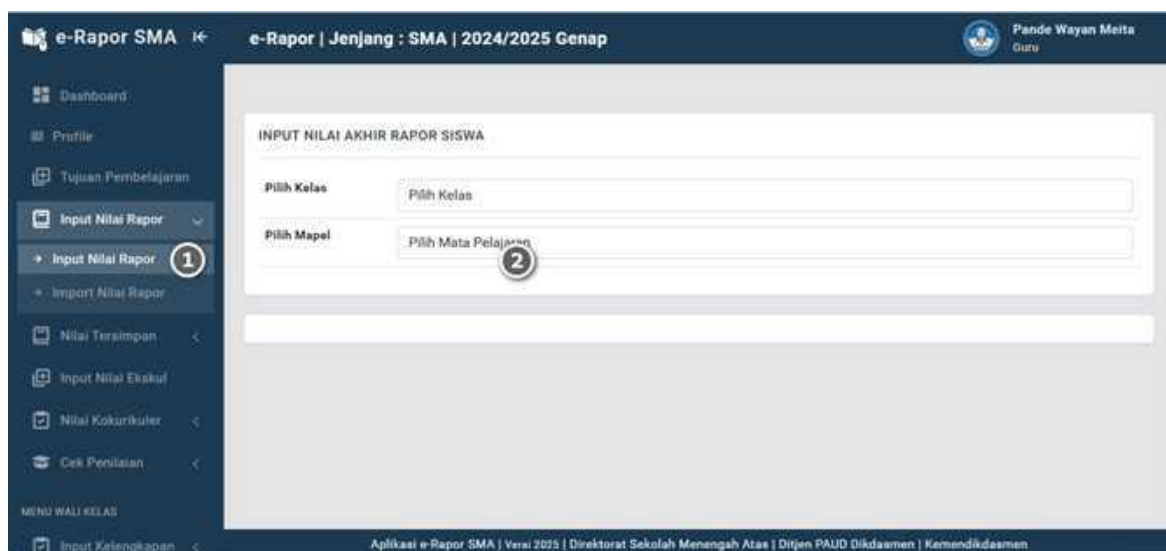 e-Rapor SMA
e-Rapor | Jenjang : SMA | 2024/2025 Genap
Pande Wayan Meita
Guru
Dashboard
Profile
Tujuan Pembelajaran
Input Nilai Rapor
Input Nilai Rapor
1
Import Nilai Rapor
Nilai Tersimpan
Input Nilai Ekskul
Nilai Kokurikuler
Cek Penilaian
MENU WALI KELAS
Input Kelengkapan
INPUT NILAI AKHIR RAPOR SISWA
Pilih Kelas
Pilih Kelas
Pilih Mapel
Pilih Mata Pelajaran
2
Aplikasi e-Rapor SMA | Versi 2025 | Direktorat Sekolah Menengah Atas | Ditjen PAUD Dikdasmen | Kemendikdasmen